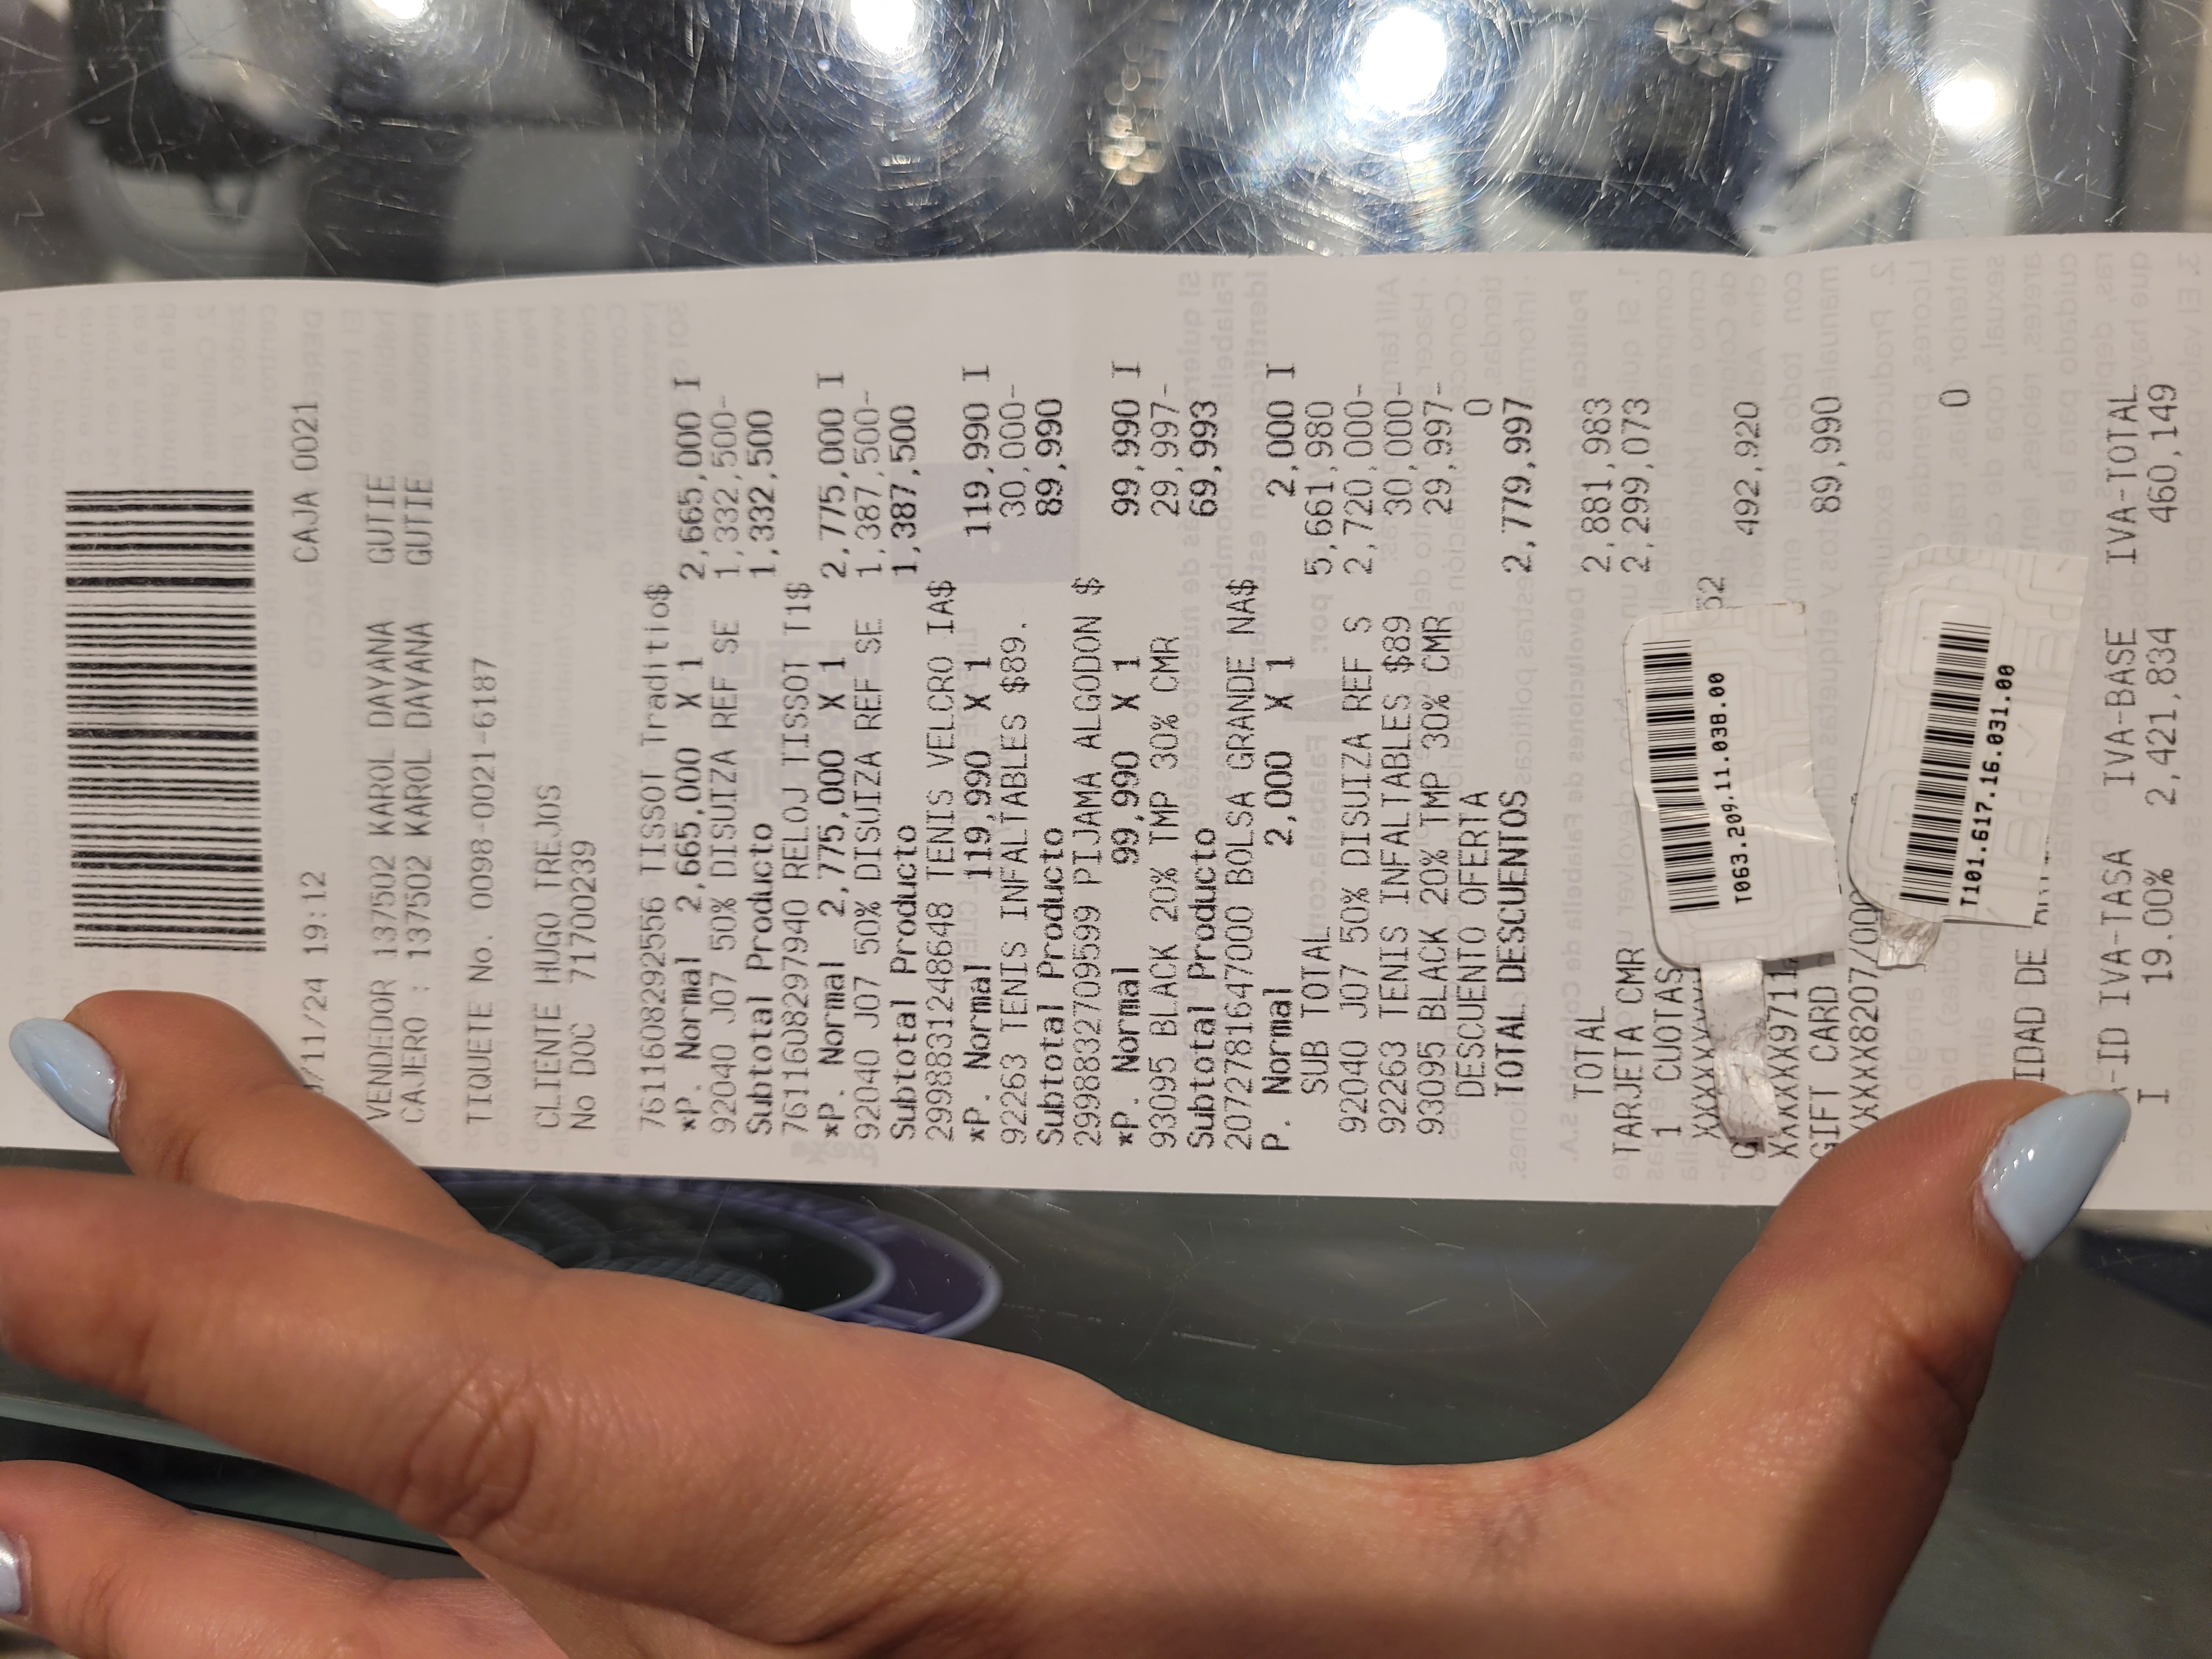 /11/24 19:12 CAJA 0021
VENDEDOR 137502 KAROL DAYANA GUTIE
CAJERO : 137502 KAROL DAYANA GUTIE
TIQUETE No. 0098-0021-6187
CLIENTE HUGO TREJOS
No DOC 71700239
7611608292556 TISSOT Traditio$
*P. Normal 2,665,000 X 1 2,665,000 I
92040 J07 50% DISUIZA REF SE 1,332,500-
Subtotal Producto 1,332,500
7611608297940 RELOJ TISSOT T1$
*P. Normal 2,775,000 X 1 2,775,000 I
92040 J07 50% DISUIZA REF SE 1,387,500-
Subtotal Producto 1,387,500
2998831248648 TENIS VELCRO IA$
*P. Normal 119,990 X 1 119,990 I
92263 TENIS INFALTABLES $89. 30,000-
Subtotal Producto 89,990
2998832709599 PIJAMA ALGODON $
*P. Normal 99,990 X 1 99,990 I
93095 BLACK 20% TMP 30% CMR 29,997-
Subtotal Producto 69,993
2072781647000 BOLSA GRANDE NA$
P. Normal 2,000 X 1 2,000 I
SUB TOTAL 5,661,980
92040 J07 50% DISUIZA REF S 2,720,000-
92263 TENIS INFALTABLES $89 30,000-
93095 BLACK 20% TMP 30% CMR 29,997-
DESCUENTO OFERTA 0
TOTAL DESCUENTOS 2,779,997
TOTAL 2,881,983
TARJETA CMR 2,299,073
1 CUOTAS
52
492,920
XXXXXX9711
GIFT CARD 89,990
XXXX8207/000
T063.209.11.038.00
T101.617.16.031.00
IDAD DE 0
-ID IVA-TASA IVA-BASE IVA-TOTAL
I 19.00% 2,421,834 460,149